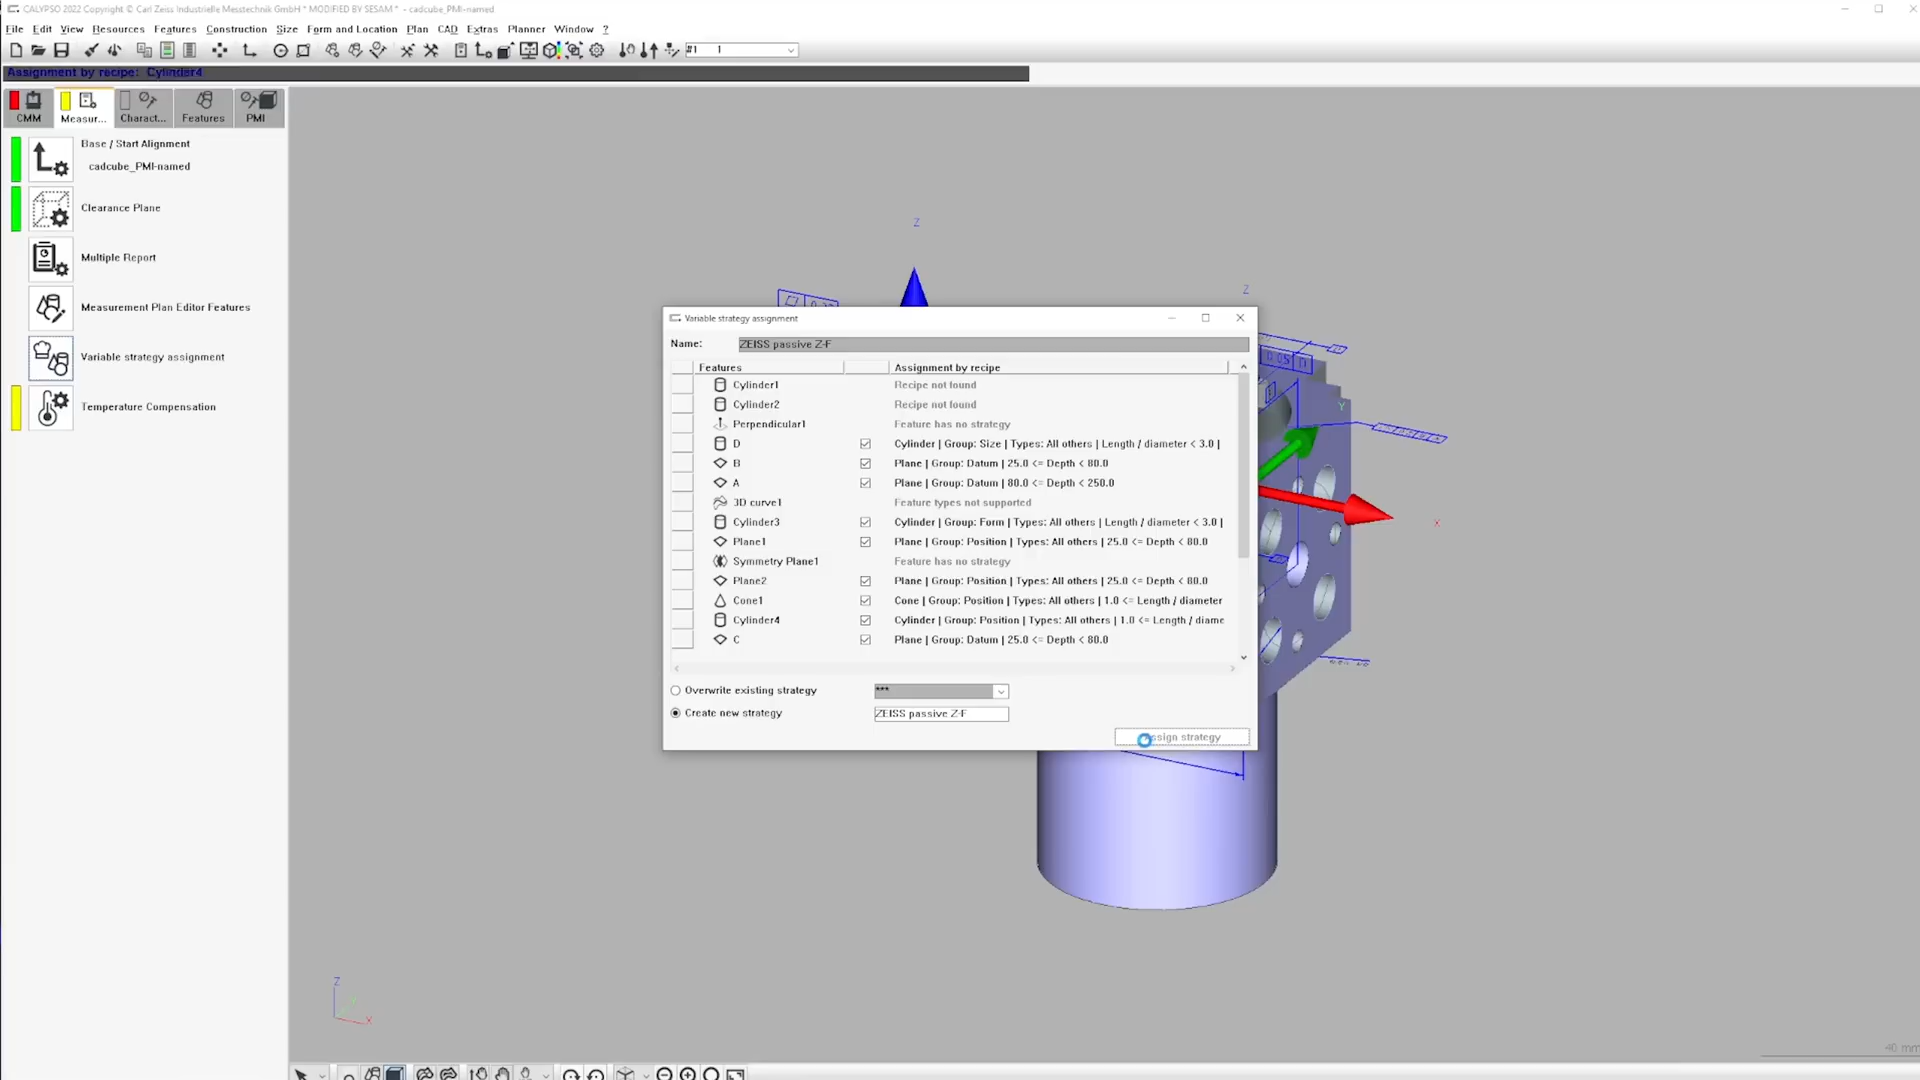 CALYPSO 2022 Copyright © Carl Zeiss Industrielle Messtechnik GmbH * MODIFIED BY SESAM * - cadcube_PMI-named
File Edit View Resources Features Construction Size Form and Location Plan CAD Extras Planner Window ?
#1 1
Assignment by recipe: Cylinder4
CMM Measur... Charact... Features PMI
Base / Start Alignment
cadcube_PMI-named
Clearance Plane
Multiple Report
Measurement Plan Editor Features
Variable strategy assignment
Temperature Compensation
Z
Z
Variable strategy assignment
Name: ZEISS passive Z-F
Features Assignment by recipe
Cylinder1 Recipe not found
Cylinder2 Recipe not found
Perpendicular1 Feature has no strategy
D Cylinder | Group: Size | Types: All others | Length / diameter < 3.0 |
B Plane | Group: Datum | 25.0 <= Depth < 80.0
A Plane | Group: Datum | 80.0 <= Depth < 250.0
3D curve1 Feature types not supported
Cylinder3 Cylinder | Group: Form | Types: All others | Length / diameter < 3.0 |
Plane1 Plane | Group: Position | Types: All others | 25.0 <= Depth < 80.0
Symmetry Plane1 Feature has no strategy
Plane2 Plane | Group: Position | Types: All others | 25.0 <= Depth < 80.0
Cone1 Cone | Group: Position | Types: All others | 1.0 <= Length / diameter
Cylinder4 Cylinder | Group: Position | Types: All others | 1.0 <= Length / diame
C Plane | Group: Datum | 25.0 <= Depth < 80.0
Overwrite existing strategy ***
Create new strategy ZEISS passive Z-F
strategy
0.05 D
Y
X
Z
Y
X
40 mm